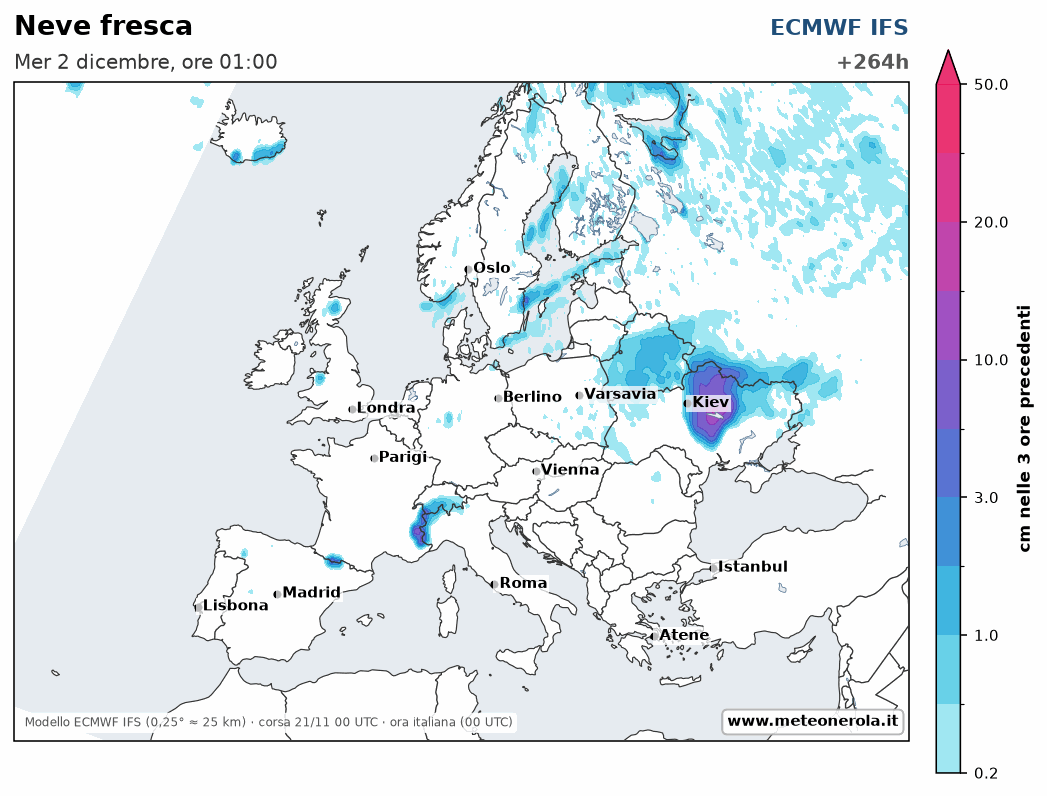 Neve fresca
ECMWF IFS
Mer 2 dicembre, ore 01:00
+264h
50.0
20.0
10.0
3.0
1.0
0.2
cm nelle 3 ore precedenti
Oslo
Berlino
Varsavia
Kiev
Londra
Parigi
Vienna
Istanbul
Roma
Madrid
Lisbona
Atene
Modello ECMWF IFS (0,25° ≈ 25 km) · corsa 21/11 00 UTC · ora italiana (00 UTC)
www.meteonerola.it